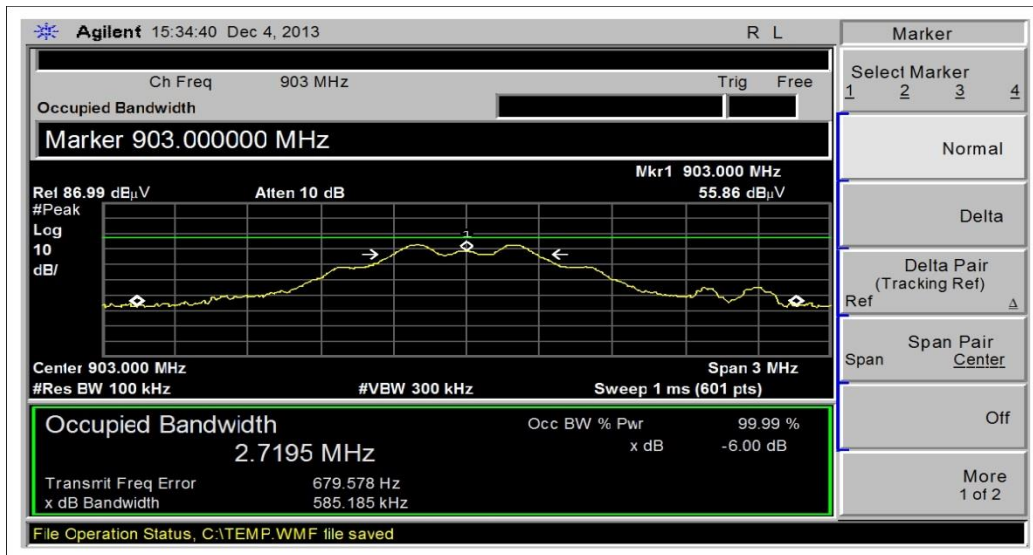 Agilent 15:34:40 Dec 4, 2013 R L
Ch Freq 903 MHz Trig Free
Occupied Bandwidth
Marker 903.000000 MHz
Mkr1 903.000 MHz
Ref 86.99 dBµV Atten 10 dB 55.86 dBµV
#Peak
Log
10
dB/
1
Center 903.000 MHz Span 3 MHz
#Res BW 100 kHz #VBW 300 kHz Sweep 1 ms (601 pts)
Occupied Bandwidth Occ BW % Pwr 99.99 %
2.7195 MHz x dB -6.00 dB
Transmit Freq Error 679.578 Hz
x dB Bandwidth 585.185 kHz
File Operation Status, C:\TEMP.WMF file saved
Marker
Select Marker
1 2 3 4
Normal
Delta
Delta Pair
(Tracking Ref)
Ref Δ
Span Pair
Span Center
Off
More
1 of 2